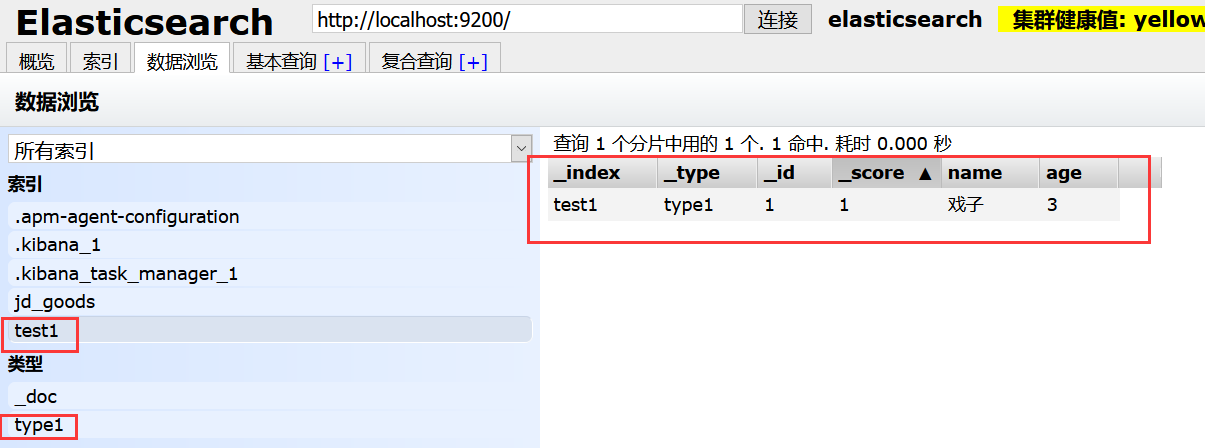 Elasticsearch http://localhost:9200/ 连接 elasticsearch 集群健康值: yellow
概览 索引 数据浏览 基本查询 [+] 复合查询 [+]
数据浏览
所有索引
索引
.apm-agent-configuration
.kibana_1
.kibana_task_manager_1
jd_goods
test1
类型
_doc
type1
查询 1 个分片中用的 1 个. 1 命中. 耗时 0.000 秒
_index _type _id _score ▲ name age
test1 type1 1 1 戏子 3